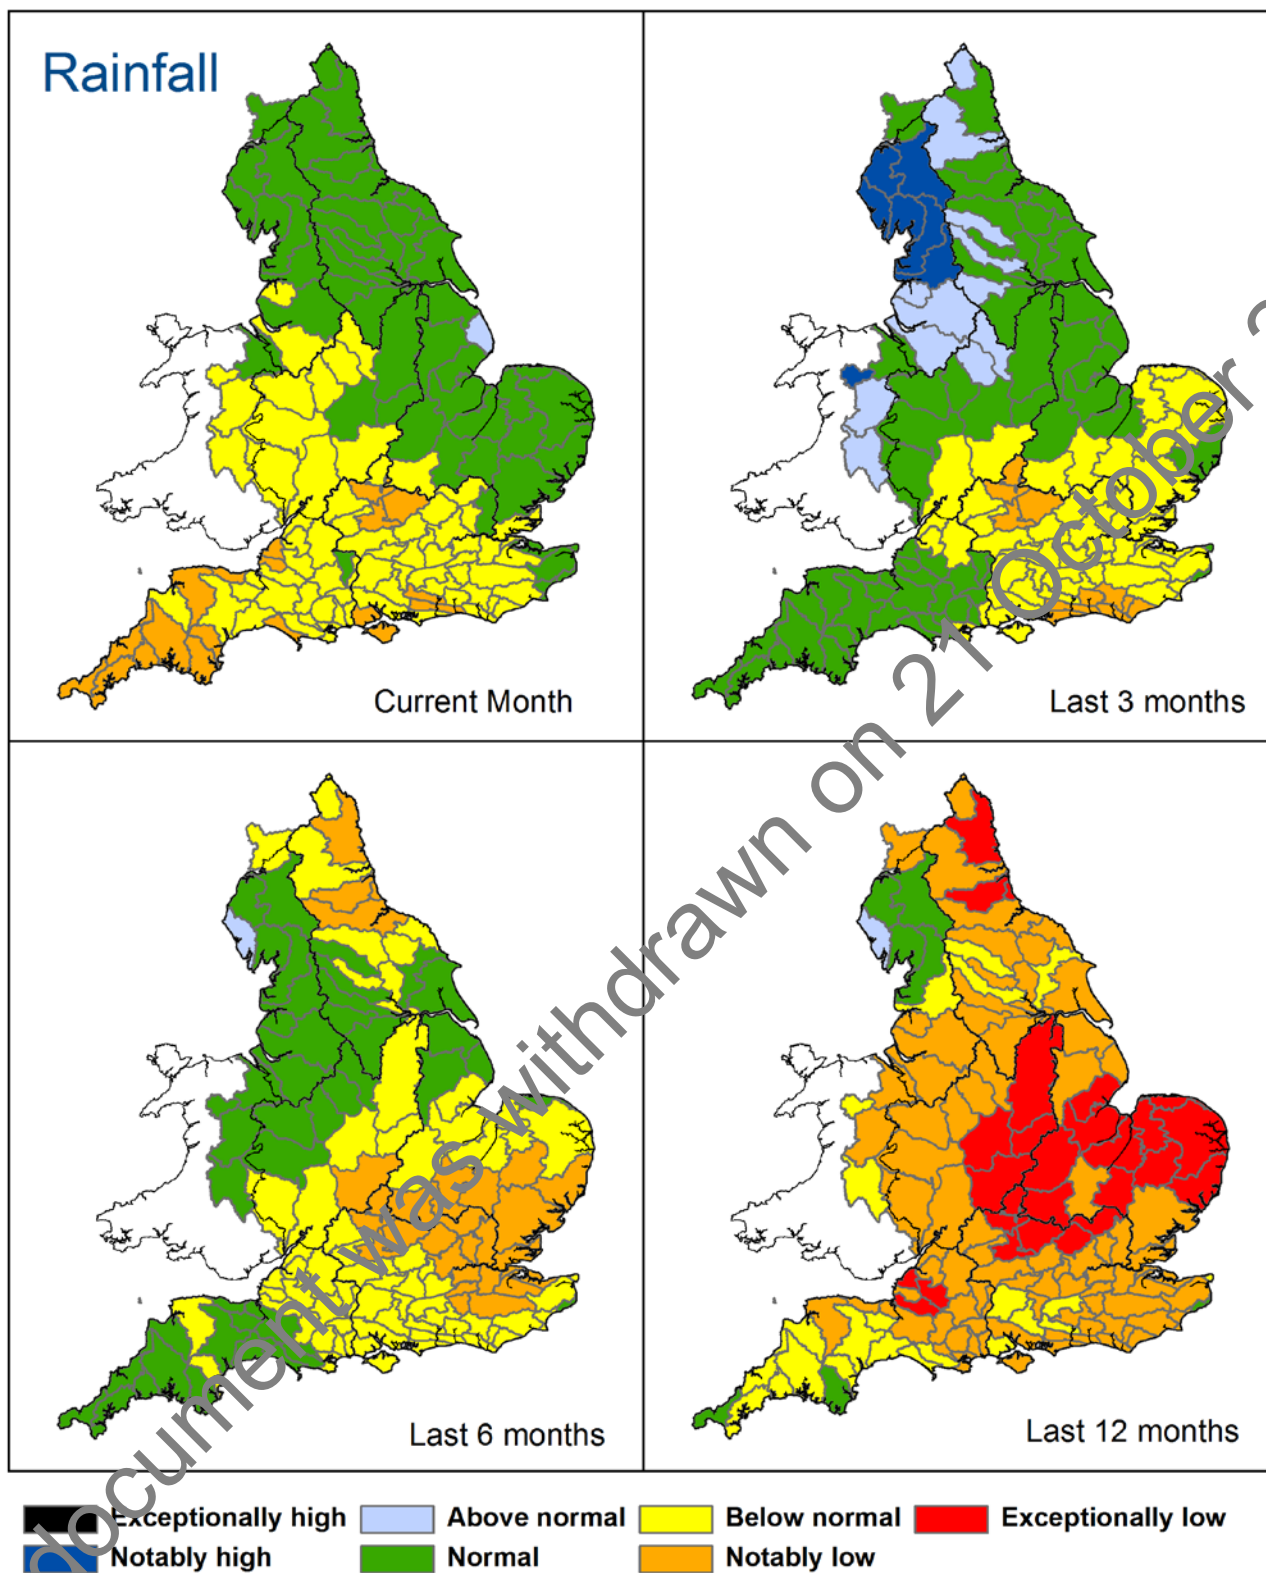 Rainfall
Current Month
Last 3 months
Last 6 months
Last 12 months
Exceptionally high
Above normal
Below normal
Exceptionally low
Notably high
Normal
Notably low
document was withdrawn on 21 October